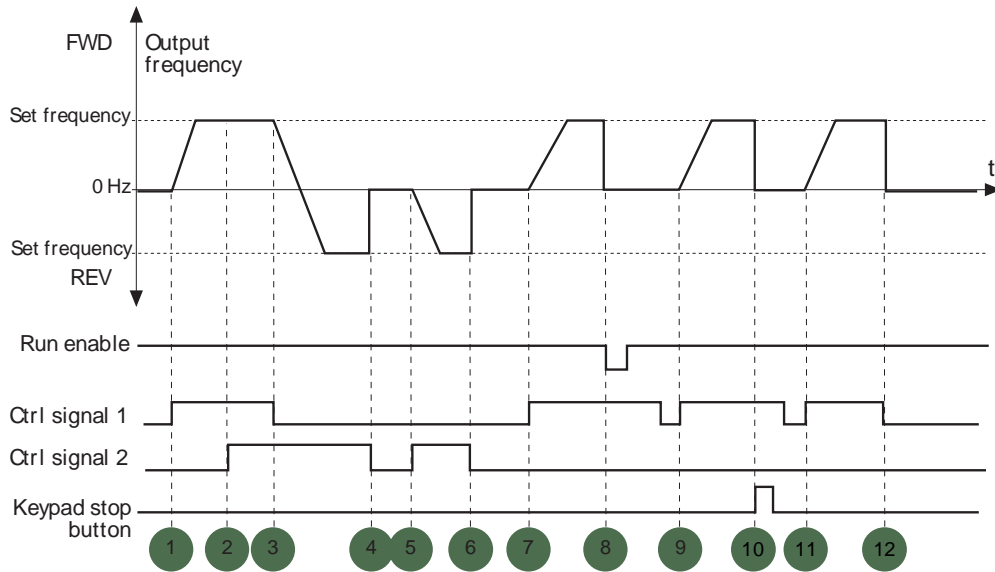 FWD
Output
frequency
Set frequency
t
0 Hz
Set frequency
REV
Run enable
Ctrl signal 1
Ctrl signal 2
Keypad stop
button
1 2 3 4 5 6 7 8 9 10 11 12